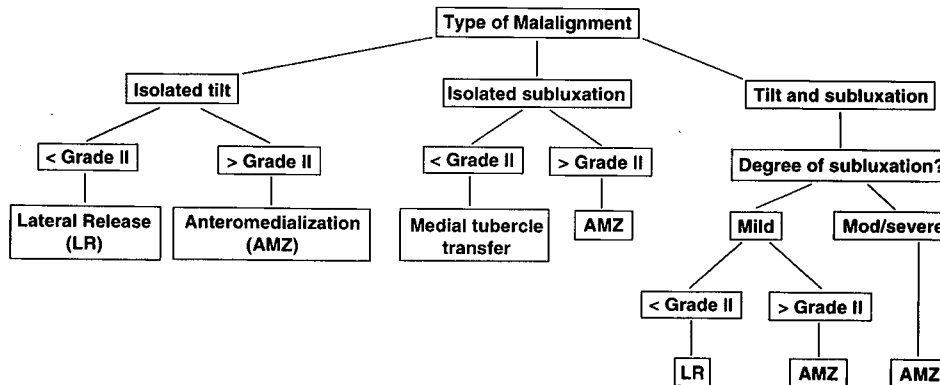 Type of Malalignment
Isolated tilt
Isolated subluxation
Tilt and subluxation
< Grade II
> Grade II
< Grade II
> Grade II
Degree of subluxation?
Lateral Release
(LR)
Anteromedialization
(AMZ)
Medial tubercle
transfer
AMZ
Mild
Mod/severe
< Grade II
> Grade II
LR
AMZ
AMZ